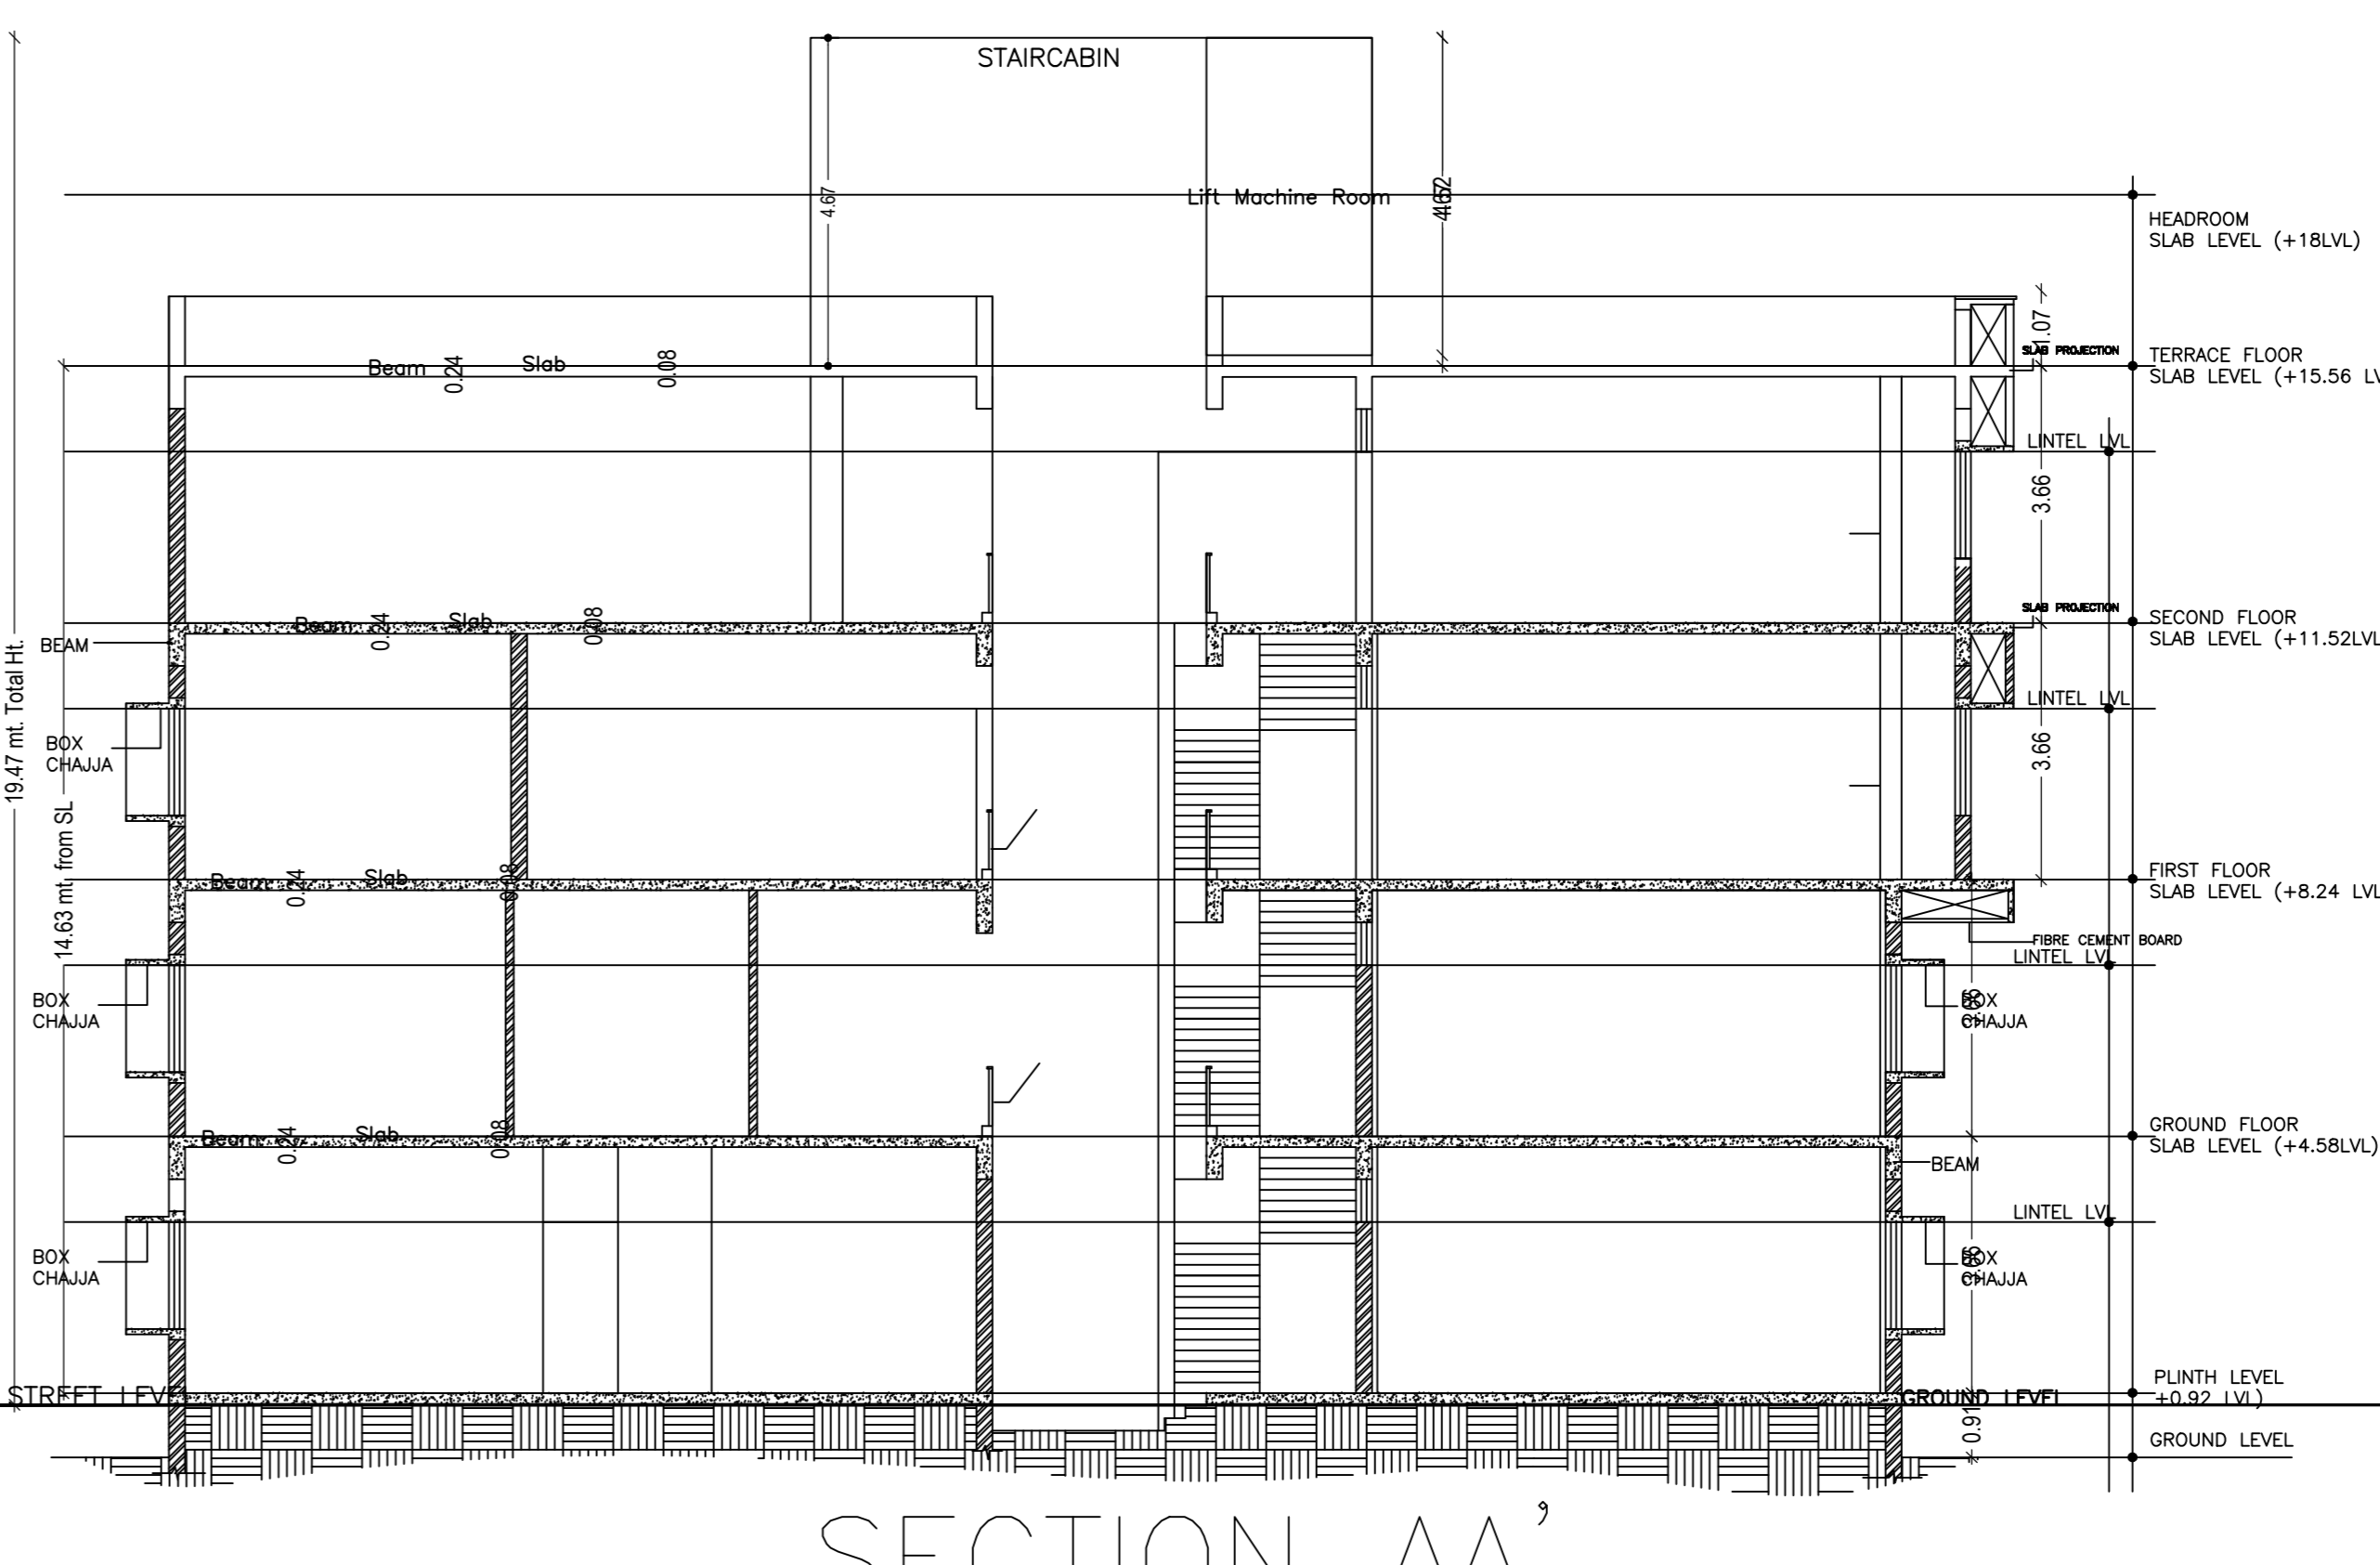 STAIRCABIN
4.67
Lift Machine Room
HEADROOM
SLAB LEVEL (+18LVL)
1.07
SLAB PROJECTION
TERRACE FLOOR
SLAB LEVEL (+15.56 LV
Beam
0.24
Slab
0.08
LINTEL LVL
3.66
SLAB PROJECTION
SECOND FLOOR
SLAB LEVEL (+11.52LVL
Beam
0.24
Slab
0.08
BEAM
19.47 mt. Total Ht.
LINTEL LVL
BOX
CHAJJA
3.66
14.63 mt. from SL
FIRST FLOOR
SLAB LEVEL (+8.24 LVL
Beam
0.24
Slab
0.08
FIBRE CEMENT BOARD
LINTEL LVL
BOX
CHAJJA
BOX
CHAJJA
GROUND FLOOR
SLAB LEVEL (+4.58LVL)
Beam
0.24
Slab
0.08
BEAM
LINTEL LVL
BOX
CHAJJA
BOX
CHAJJA
PLINTH LEVEL
+0.92 LVL)
STREET LEVEL
GROUND LEVEL
0.91
GROUND LEVEL
SECTION AA'